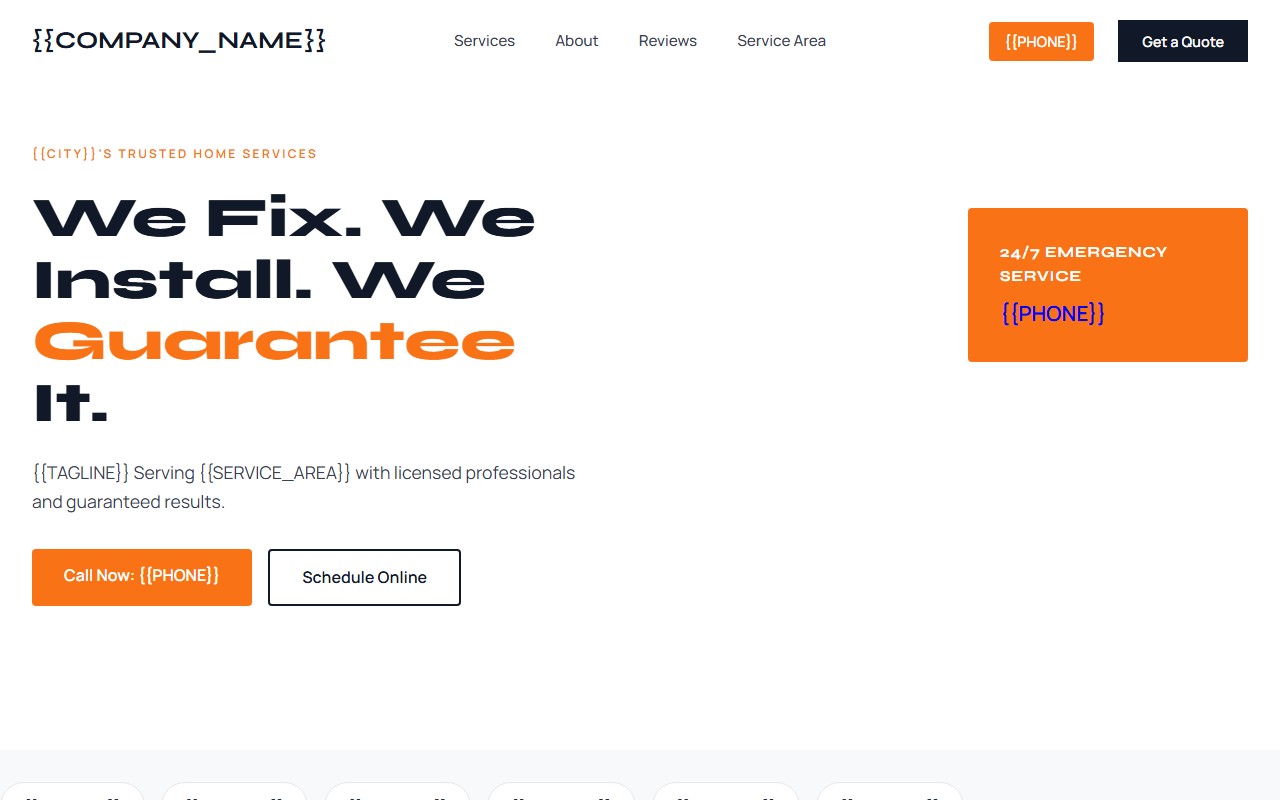 {{COMPANY_NAME}}
Services
About
Reviews
Service Area
{{PHONE}}
Get a Quote
{{CITY}}'S TRUSTED HOME SERVICES
We Fix. We
Install. We
Guarantee
It.
24/7 EMERGENCY
SERVICE
{{PHONE}}
{{TAGLINE}} Serving {{SERVICE_AREA}} with licensed professionals
and guaranteed results.
Call Now: {{PHONE}}
Schedule Online